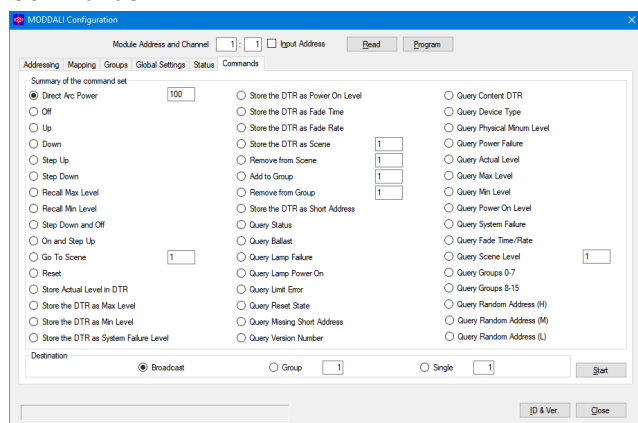 MODDALI Configuration
Module Address and Channel 1 : 1 Input Address Read Program
Addressing Mapping Groups Global Settings Status Commands
Summary of the command set
Direct Arc Power 100
Off
Up
Down
Step Up
Step Down
Recall Max Level
Recall Min Level
Step Down and Off
On and Step Up
Go To Scene 1
Reset
Store Actual Level in DTR
Store the DTR as Max Level
Store the DTR as Min Level
Store the DTR as System Failure Level
Store the DTR as Power On Level
Store the DTR as Fade Time
Store the DTR as Fade Rate
Store the DTR as Scene 1
Remove from Scene 1
Add to Group 1
Remove from Group 1
Store the DTR as Short Address
Query Status
Query Ballast
Query Lamp Failure
Query Lamp Power On
Query Limit Error
Query Reset State
Query Missing Short Address
Query Version Number
Query Content DTR
Query Device Type
Query Physical Minum Level
Query Power Failure
Query Actual Level
Query Max Level
Query Min Level
Query Power On Level
Query System Failure
Query Fade Time/Rate
Query Scene Level 1
Query Groups 0-7
Query Groups 8-15
Query Random Address (H)
Query Random Address (M)
Query Random Address (L)
Destination
Broadcast Group 1 Single 1 Start
ID & Ver. Close